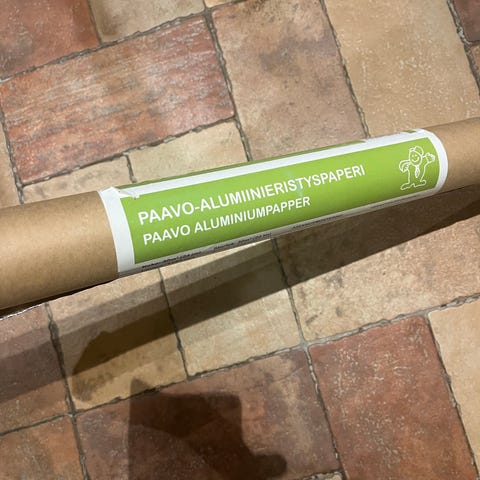 PAAVO-ALUMIINIERISTYSPAPERI
PAAVO ALUMINIUMPAPPER